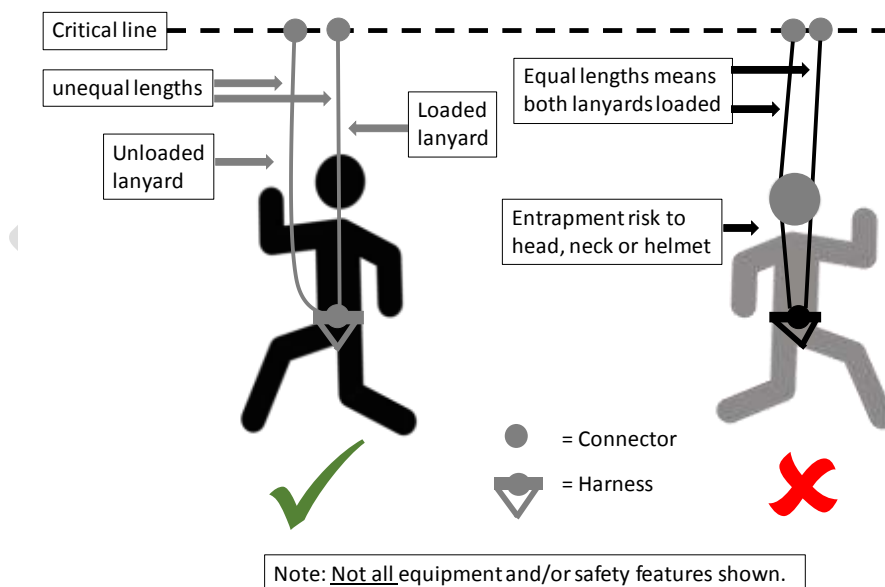 Critical line
unequal lengths
Equal lengths means
both lanyards loaded
Loaded
lanyard
Unloaded
lanyard
Entrapment risk to
head, neck or helmet
= Connector
= Harness
Note: Not all equipment and/or safety features shown.